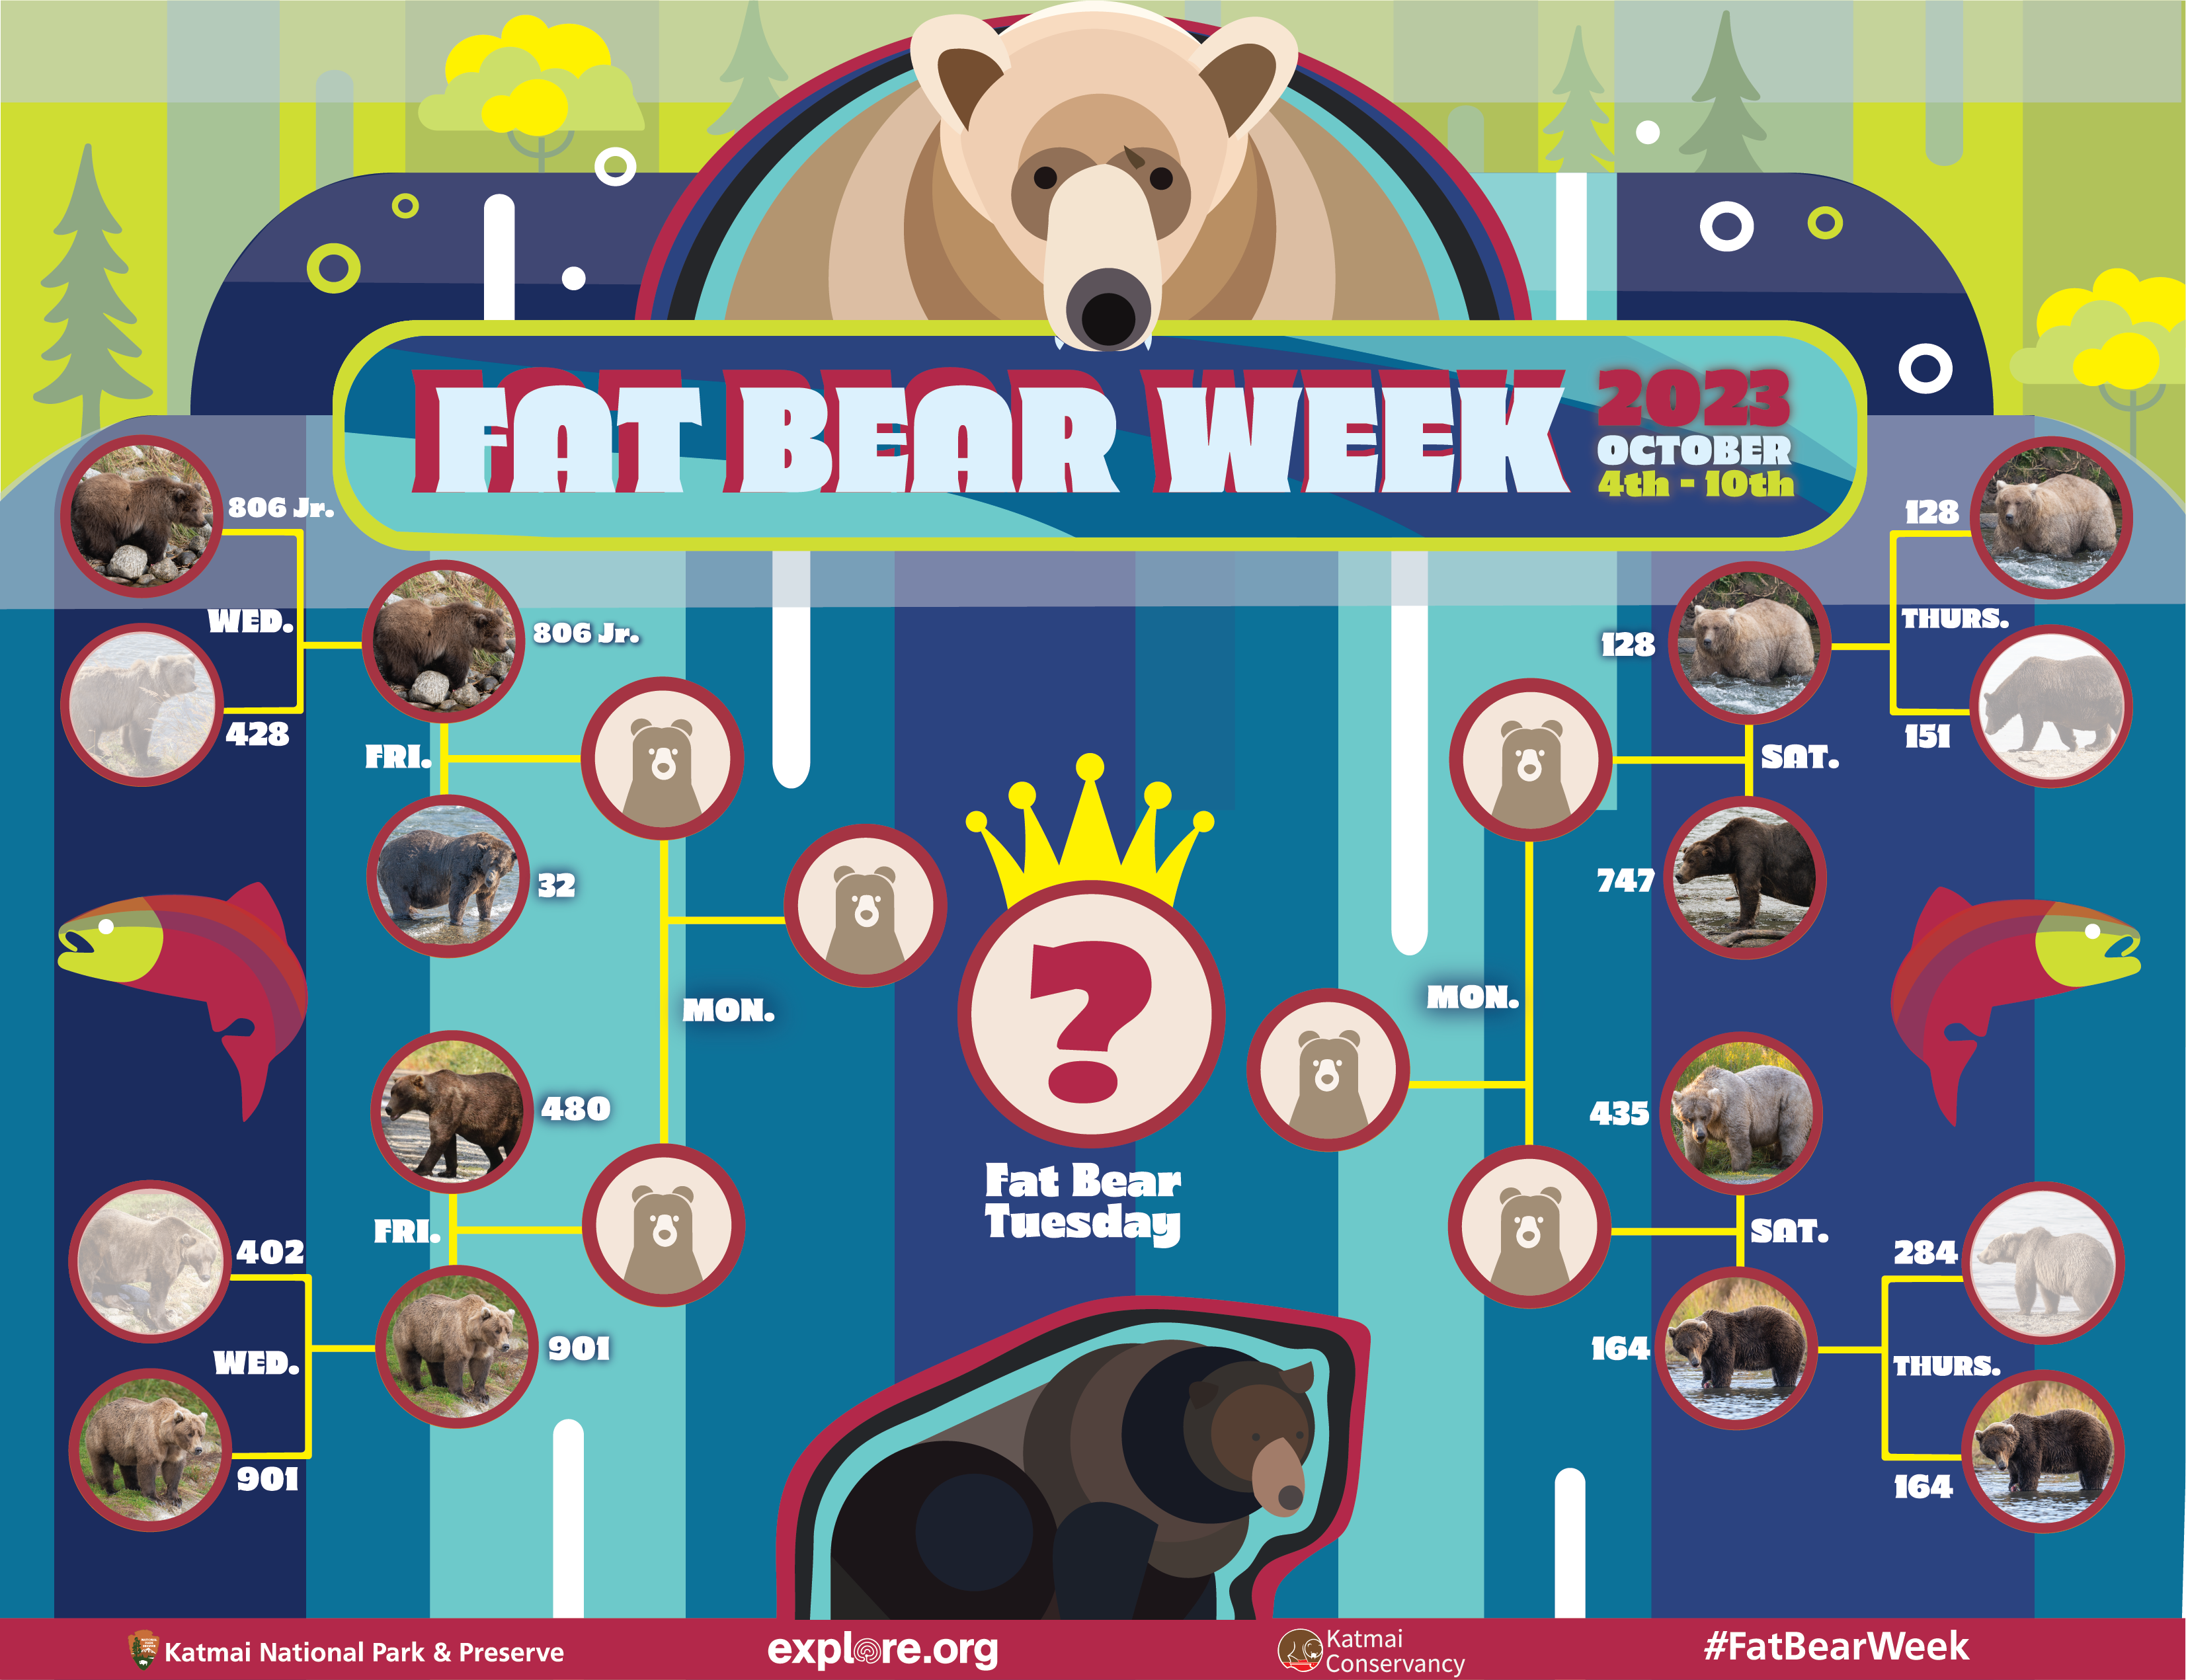 FAT BEAR WEEK
2023
OCTOBER
4th - 10th
806 Jr.
WED.
428
806 Jr.
FRI.
32
MON.
480
FRI.
402
WED.
901
901
128
THURS.
151
128
SAT.
747
MON.
435
SAT.
284
164
THURS.
164
?
Fat Bear
Tuesday
Katmai National Park & Preserve
explore.org
Katmai
Conservancy
#FatBearWeek